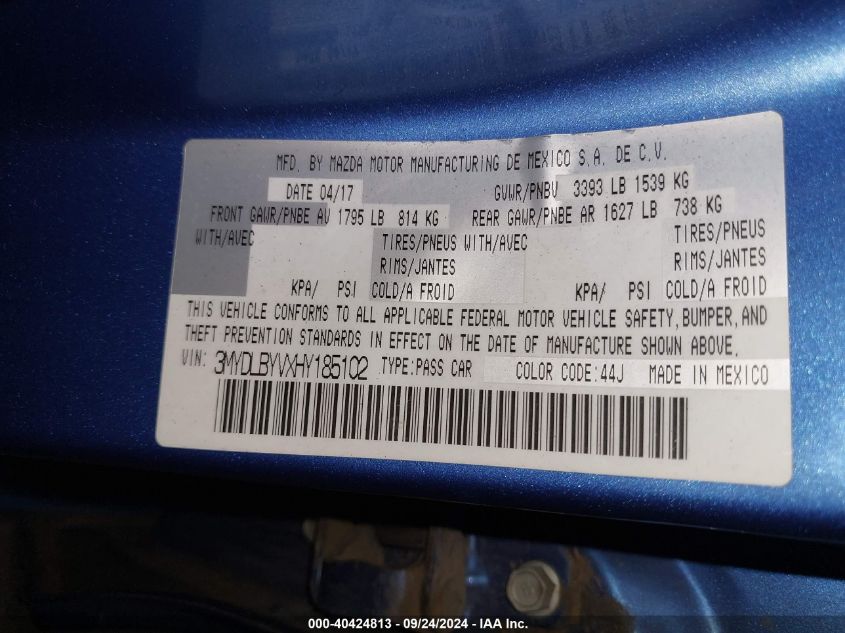 MFD. BY MAZDA MOTOR MANUFACTURING DE MEXICO S.A. DE C.V.
DATE 04/17 GVWR/PNBV 3393 LB 1539 KG
FRONT GAWR/PNBE AV 1795 LB 814 KG REAR GAWR/PNBE AR 1627 LB 738 KG
WITH/AVEC TIRES/PNEUS WITH/AVEC TIRES/PNEUS
RIMS/JANTES RIMS/JANTES
KPA/ PSI COLD/A FROID KPA/ PSI COLD/A FROID
THIS VEHICLE CONFORMS TO ALL APPLICABLE FEDERAL MOTOR VEHICLE SAFETY, BUMPER, AND
THEFT PREVENTION STANDARDS IN EFFECT ON THE DATE OF MANUFACTURE SHOWN ABOVE.
VIN: 3MYDLBYVXHY185102 TYPE:PASS CAR COLOR CODE:44J MADE IN MEXICO
000-40424813 - 09/24/2024 - IAA Inc.